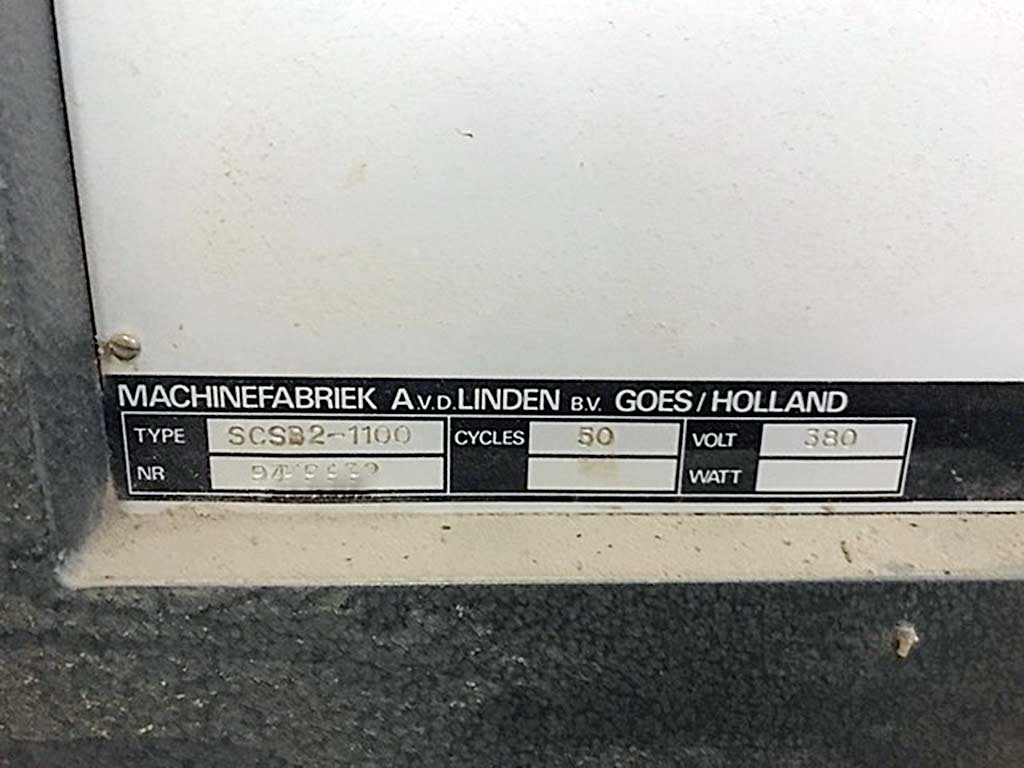 MACHINEFABRIEK A.V.D. LINDEN B.V. GOES / HOLLAND
TYPE SCSB2-1100 CYCLES 50 VOLT 380
NR WATT